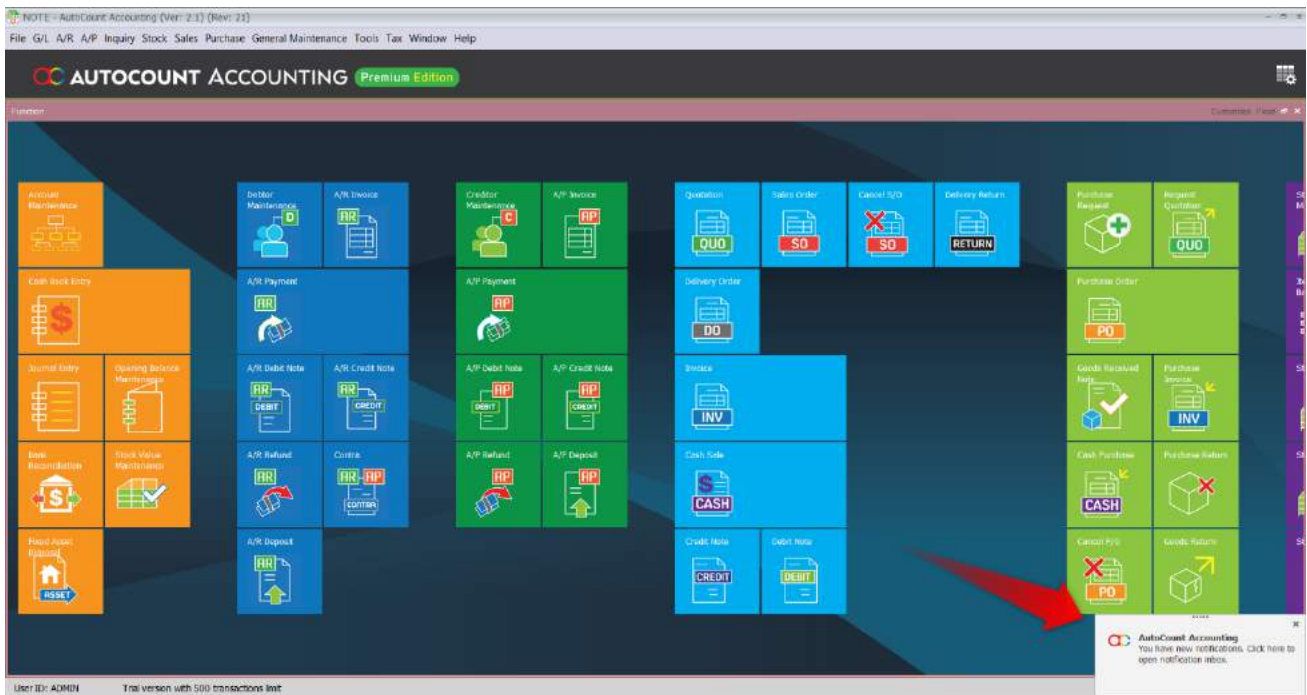 NOTE - AutoCount Accounting (Ver: 2.1) (Rev: 21)
File G/L A/R A/P Inquiry Stock Sales Purchase General Maintenance Tools Tax Window Help
AUTOCOUNT ACCOUNTING Premium Edition
Function
Account Maintenance
Debtor Maintenance
D
A/R Invoice
AR
Creditor Maintenance
C
A/P Invoice
AP
Quotation
QUO
Sales Order
SO
Cancel S/O
SO
Delivery Return
RETURN
Purchase Request
Request Quotation
QUO
Cash Book Entry
A/R Payment
AR
A/P Payment
AP
Delivery Order
DO
Purchase Order
PO
Journal Entry
Opening Balance Maintenance
A/R Debit Note
AR
DEBIT
A/R Credit Note
AR
CREDIT
A/P Debit Note
AP
DEBIT
A/P Credit Note
AP
CREDIT
Invoice
INV
Goods Received Note
Purchase Invoice
INV
Bank Reconciliation
Stock Value Maintenance
A/R Refund
AR
Contra
AR-AP
CONTRA
A/P Refund
AP
A/P Deposit
AP
Cash Sale
CASH
Cash Purchase
CASH
Purchase Return
Fixed Asset Disposal
ASSET
A/R Deposit
AR
Credit Note
CREDIT
Debit Note
DEBIT
Cancel P/O
PO
Goods Return
AutoCount Accounting
You have new notifications. Click here to
open notification inbox.
User ID: ADMIN
Trial version with 500 transactions limit